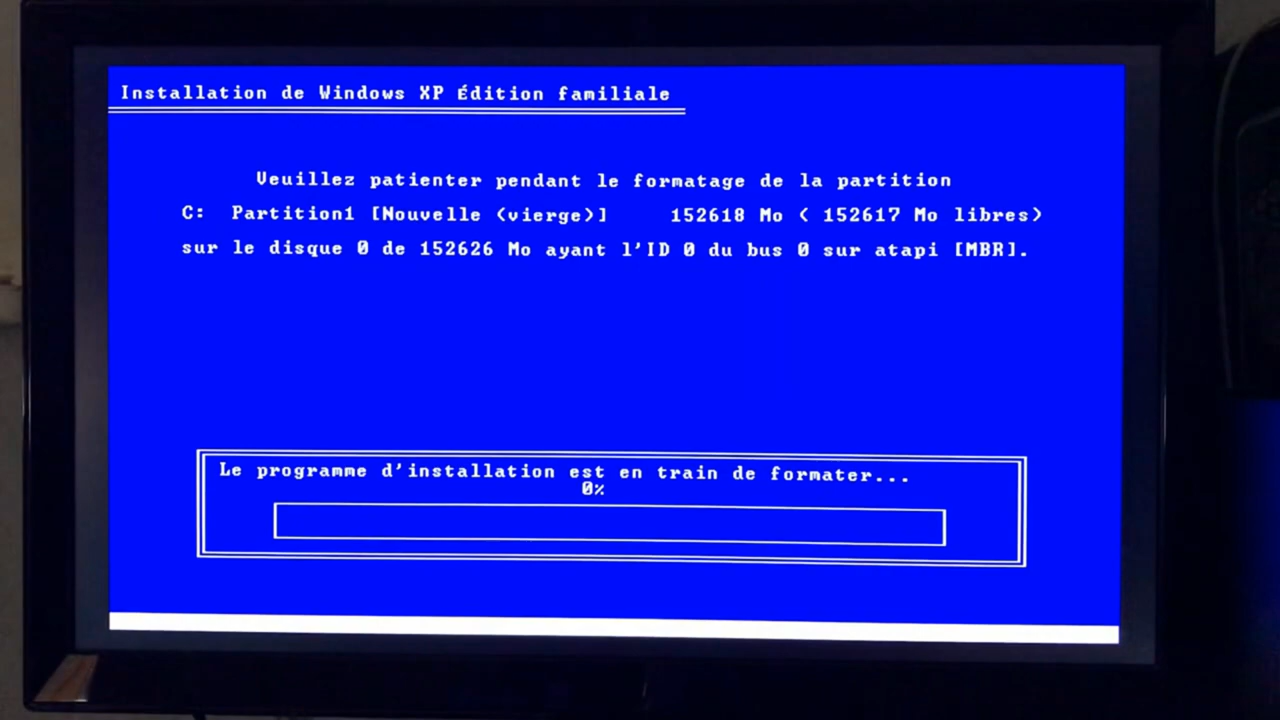 Installation de Windows XP Édition familiale
Veuillez patienter pendant le formatage de la partition
C: Partition1 [Nouvelle (vierge)] 152618 Mo ( 152617 Mo libres)
sur le disque 0 de 152626 Mo ayant l'ID 0 du bus 0 sur atapi [MBR].
Le programme d'installation est en train de formater...
0%